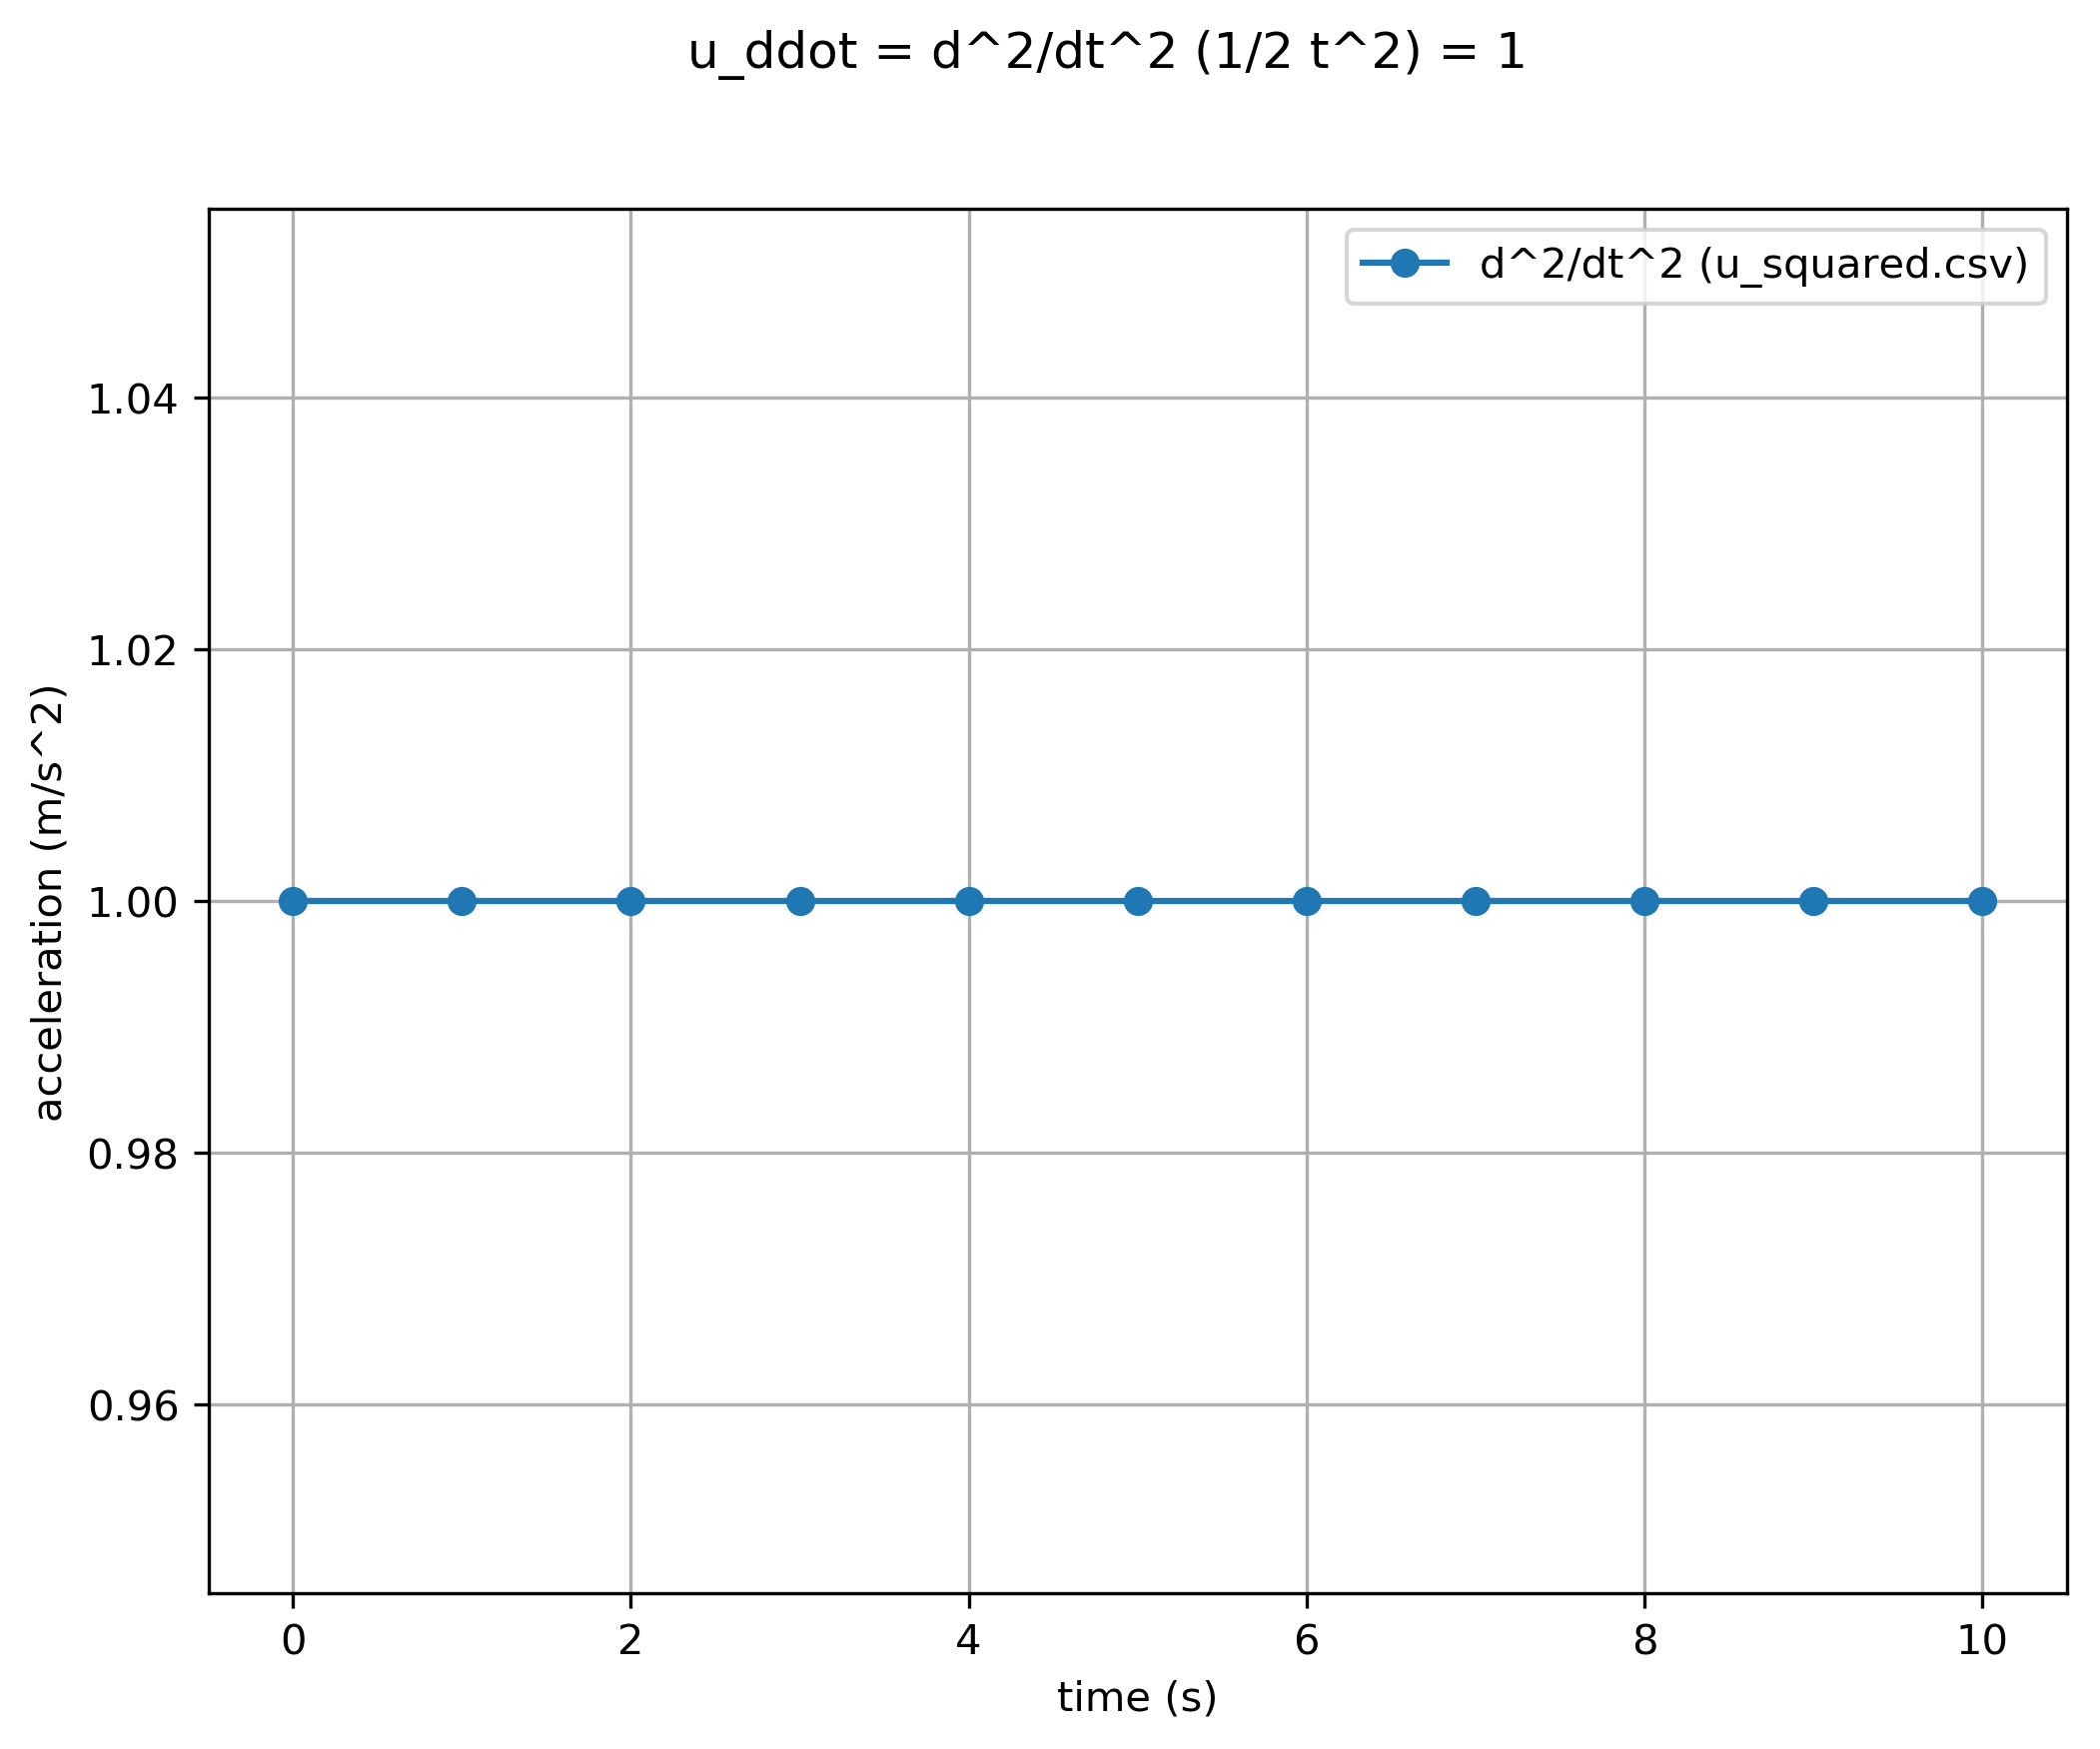 u_ddot = d^2/dt^2 (1/2 t^2) = 1
d^2/dt^2 (u_squared.csv)
acceleration (m/s^2)
1.04
1.02
1.00
0.98
0.96
0 2 4 6 8 10
time (s)